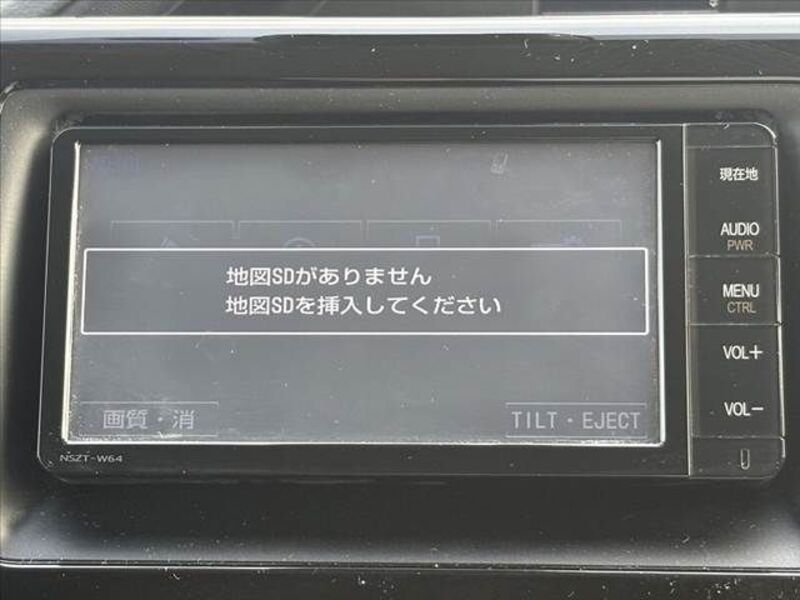 地図SDがありません
地図SDを挿入してください
画質・消
TILT・EJECT
NSZT-W64
現在地
AUDIO
PWR
MENU
CTRL
VOL+
VOL-